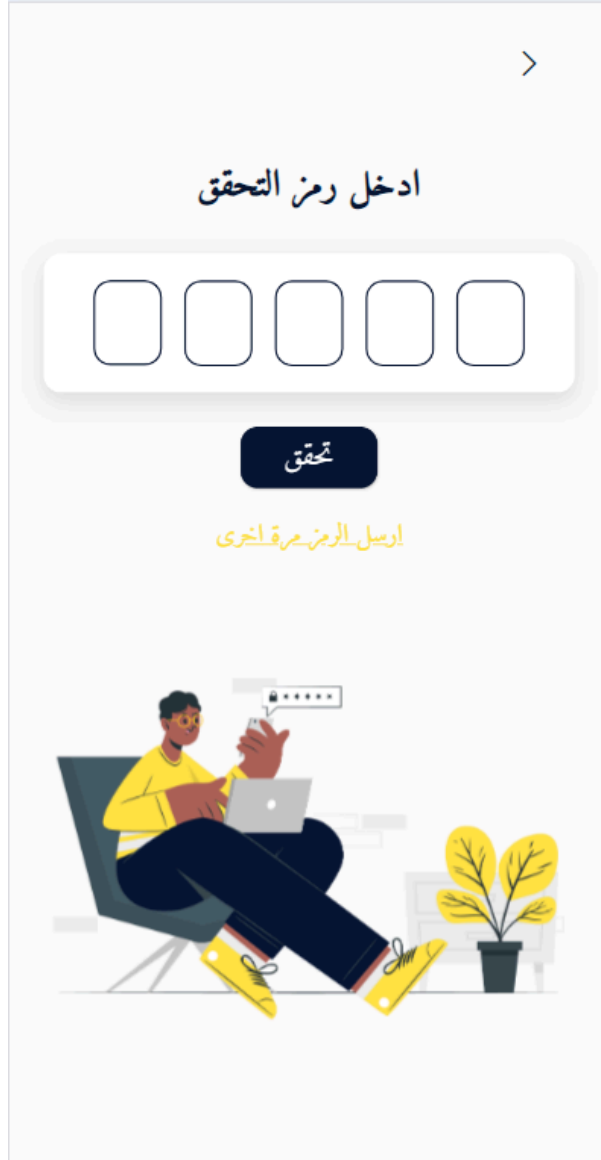 ادخل رمز التحقق
تحقق
ارسل الرمز مرة اخرى
*****